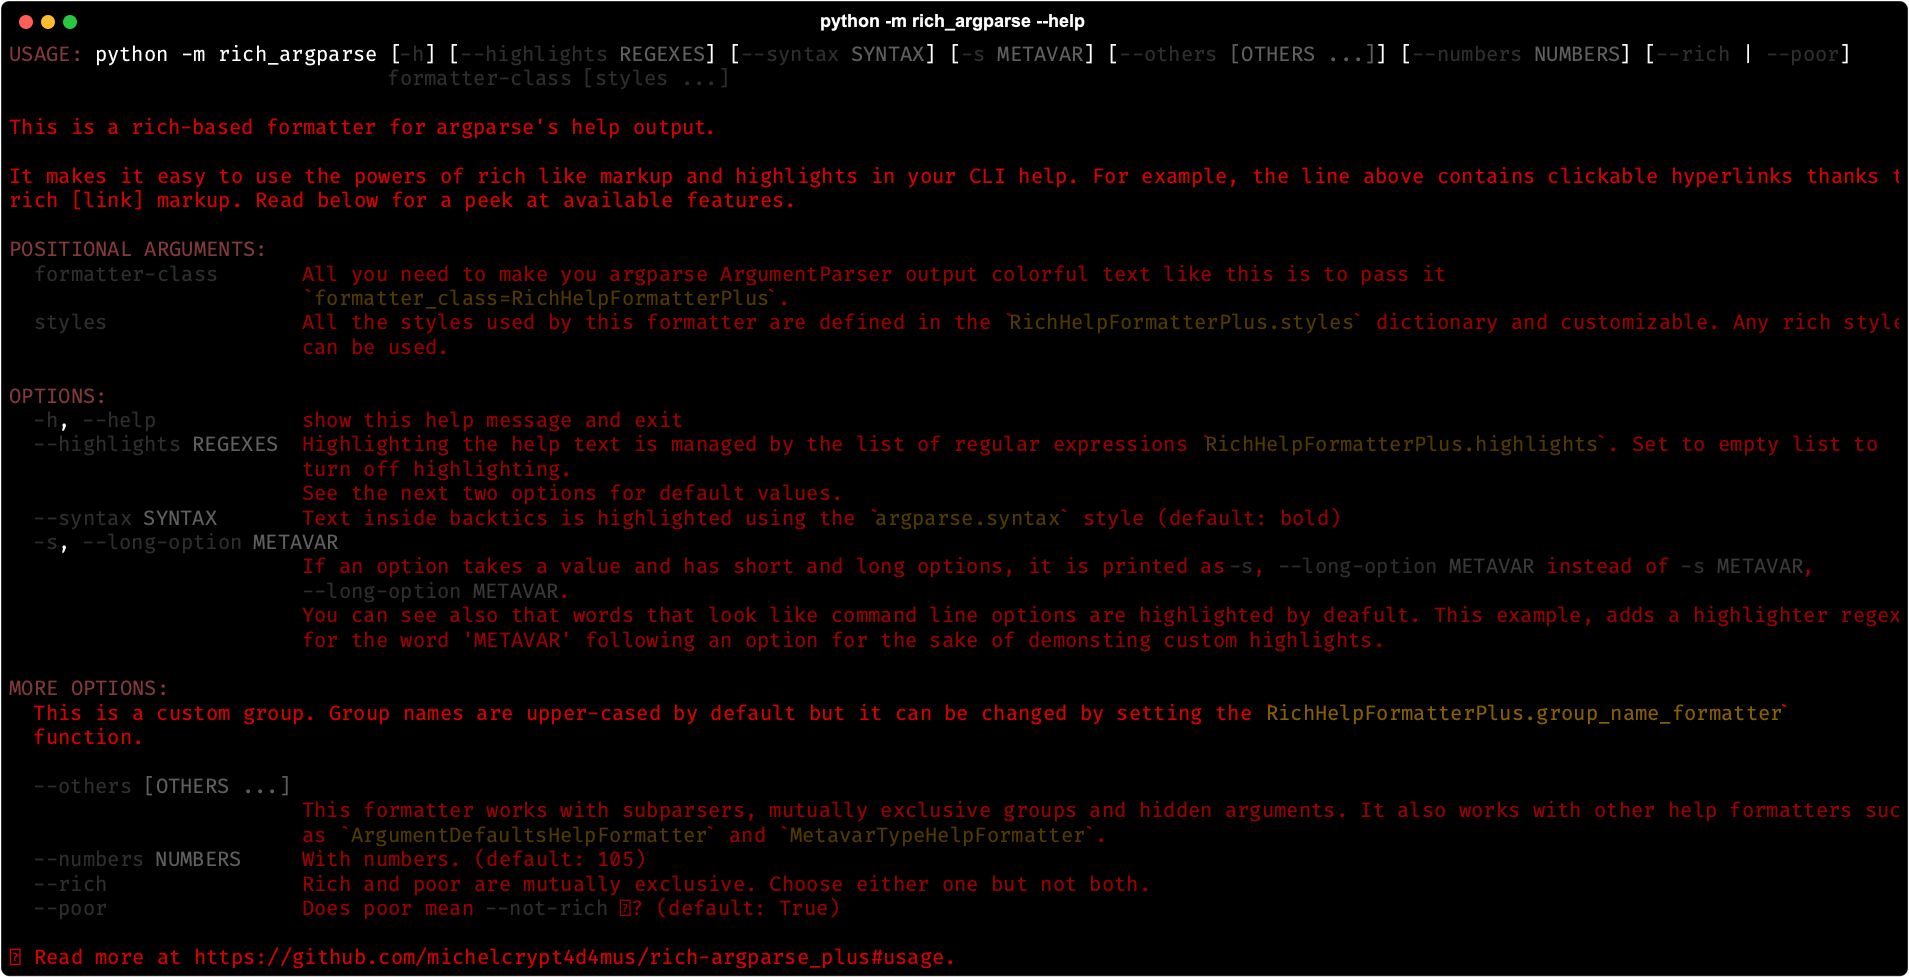 python -m rich_argparse --help
USAGE: python -m rich_argparse [-h] [--highlights REGEXES] [--syntax SYNTAX] [-s METAVAR] [--others [OTHERS ...]] [--numbers NUMBERS] [--rich | --poor]
formatter-class [styles ...]
This is a rich-based formatter for argparse's help output.
It makes it easy to use the powers of rich like markup and highlights in your CLI help. For example, the line above contains clickable hyperlinks thanks t
rich [link] markup. Read below for a peek at available features.
POSITIONAL ARGUMENTS:
formatter-class All you need to make you argparse ArgumentParser output colorful text like this is to pass it
`formatter_class=RichHelpFormatterPlus`.
styles All the styles used by this formatter are defined in the `RichHelpFormatterPlus.styles` dictionary and customizable. Any rich style
can be used.
OPTIONS:
-h, --help show this help message and exit
--highlights REGEXES Highlighting the help text is managed by the list of regular expressions `RichHelpFormatterPlus.highlights`. Set to empty list to
turn off highlighting.
See the next two options for default values.
--syntax SYNTAX Text inside backtics is highlighted using the `argparse.syntax` style (default: bold)
-s, --long-option METAVAR
If an option takes a value and has short and long options, it is printed as -s, --long-option METAVAR instead of -s METAVAR,
--long-option METAVAR.
You can see also that words that look like command line options are highlighted by deafult. This example, adds a highlighter regex
for the word 'METAVAR' following an option for the sake of demonsting custom highlights.
MORE OPTIONS:
This is a custom group. Group names are upper-cased by default but it can be changed by setting the RichHelpFormatterPlus.group_name_formatter`
function.
--others [OTHERS ...]
This formatter works with subparsers, mutually exclusive groups and hidden arguments. It also works with other help formatters suc
as `ArgumentDefaultsHelpFormatter` and `MetavarTypeHelpFormatter`.
--numbers NUMBERS With numbers. (default: 105)
--rich Rich and poor are mutually exclusive. Choose either one but not both.
--poor Does poor mean --not-rich ? (default: True)
Read more at https://github.com/michelcrypt4d4mus/rich-argparse_plus#usage.